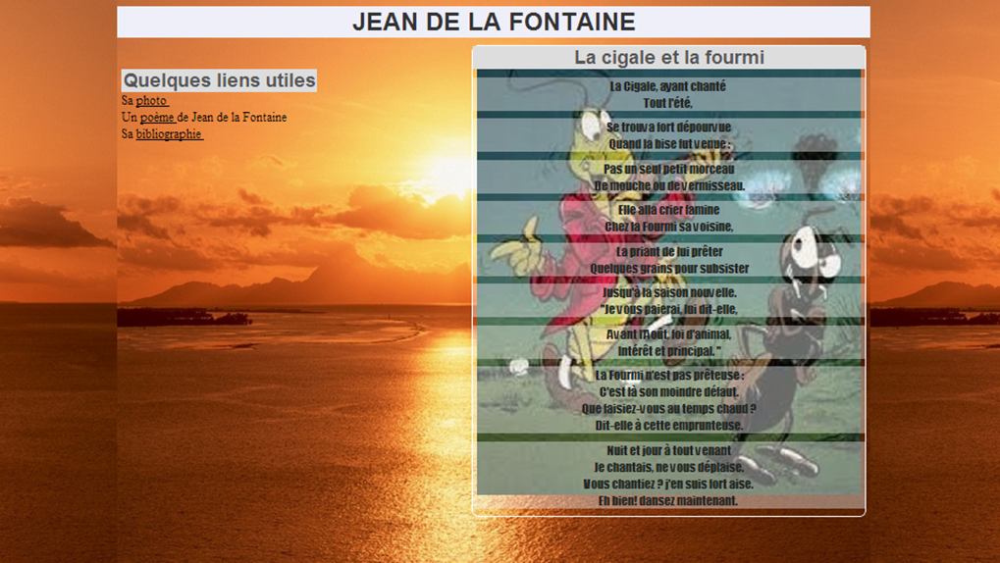 JEAN DE LA FONTAINE
Quelques liens utiles
Sa photo
Un poème de Jean de la Fontaine
Sa bibliographie
La cigale et la fourmi
La Cigale, ayant chanté
Tout l'été,
Se trouva fort dépourvue
Quand la bise fut venue :
Pas un seul petit morceau
De mouche ou de vermisseau.
Elle alla crier famine
Chez la Fourmi sa voisine,
La priant de lui prêter
Quelques grains pour subsister
Jusqu'à la saison nouvelle.
"Je vous paierai, lui dit-elle,
Avant l'Août, foi d'animal,
Intérêt et principal. "
La Fourmi n'est pas prêteuse :
C'est là son moindre défaut.
Que faisiez-vous au temps chaud ?
Dit-elle à cette emprunteuse.
Nuit et jour à tout venant
Je chantais, ne vous déplaise.
Vous chantiez ? j'en suis fort aise.
Eh bien! dansez maintenant.